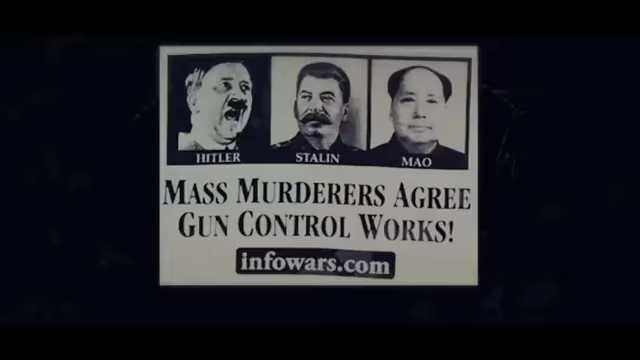 HITLER STALIN MAO
MASS MURDERERS AGREE
GUN CONTROL WORKS!
infowars.com